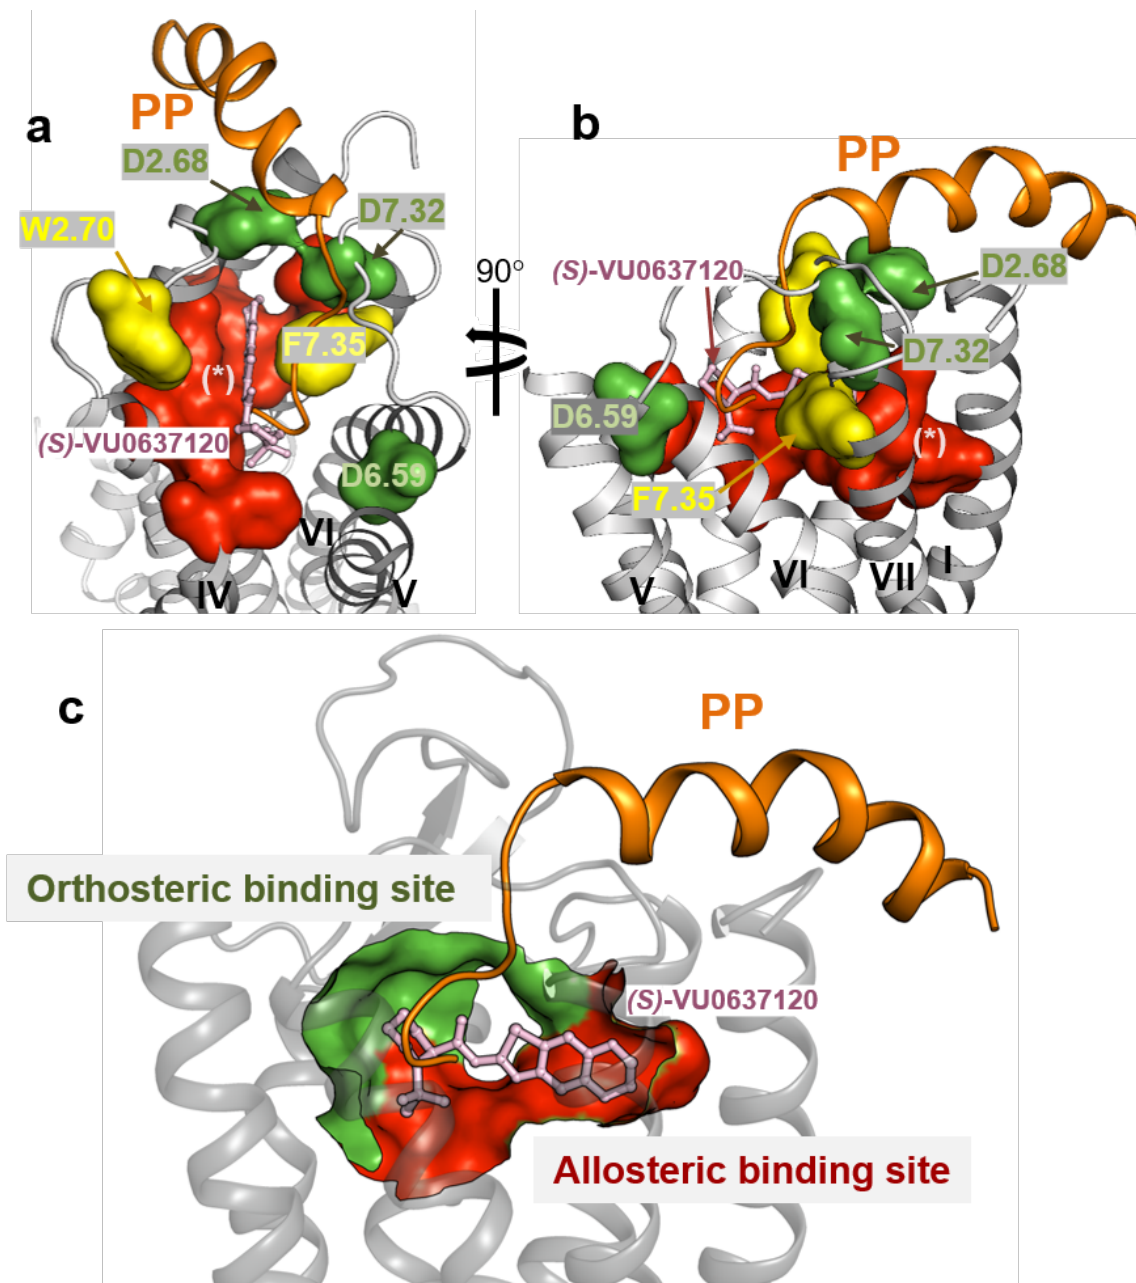 a
PP
D2.68
D7.32
W2.70
F7.35
(*)
(S)-VU0637120
D6.59
VI
IV
V
90°
b
PP
(S)-VU0637120
D2.68
D7.32
D6.59
(*)
F7.35
V
VI
VII
I
c
PP
Orthosteric binding site
(S)-VU0637120
Allosteric binding site